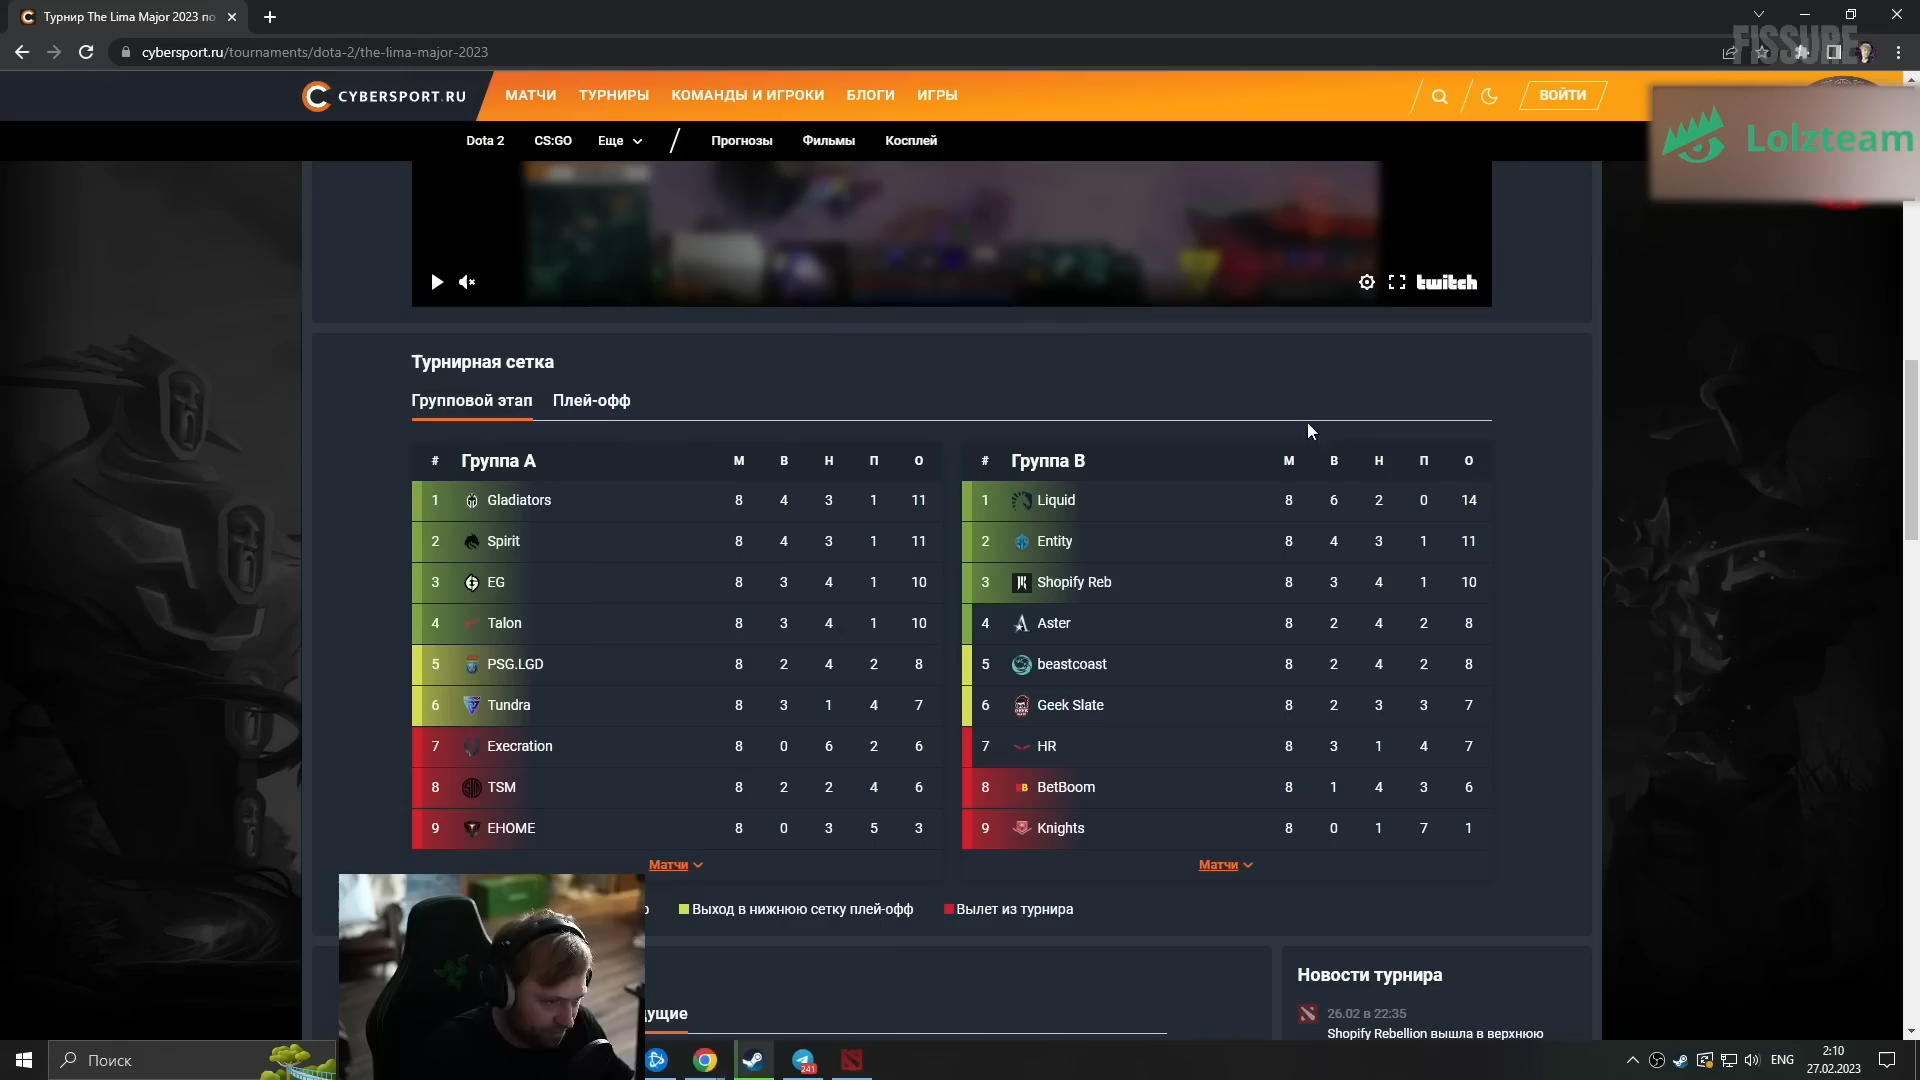 Турнир The Lima Major 2023 по
cybersport.ru/tournaments/dota-2/the-lima-major-2023
FISSURE
CYBERSPORT.RU
МАТЧИ ТУРНИРЫ КОМАНДЫ И ИГРОКИ БЛОГИ ИГРЫ
ВОЙТИ
Lolzteam
Dota 2 CS:GO Еще / Прогнозы Фильмы Косплей
twitch
Турнирная сетка
Групповой этап Плей-офф
# Группа A М В Н П О
1 Gladiators 8 4 3 1 11
2 Spirit 8 4 3 1 11
3 EG 8 3 4 1 10
4 Talon 8 3 4 1 10
5 PSG.LGD 8 2 4 2 8
6 Tundra 8 3 1 4 7
7 Execration 8 0 6 2 6
8 TSM 8 2 2 4 6
9 EHOME 8 0 3 5 3
Матчи
# Группа B М В Н П О
1 Liquid 8 6 2 0 14
2 Entity 8 4 3 1 11
3 Shopify Reb 8 3 4 1 10
4 Aster 8 2 4 2 8
5 beastcoast 8 2 4 2 8
6 Geek Slate 8 2 3 3 7
7 HR 8 3 1 4 7
8 BetBoom 8 1 4 3 6
9 Knights 8 0 1 7 1
Матчи
Выход в нижнюю сетку плей-офф Вылет из турнира
дущие
Новости турнира
26.02 в 22:35
Shopify Rebellion вышла в верхнюю
Поиск
241
ENG
2:10
27.02.2023